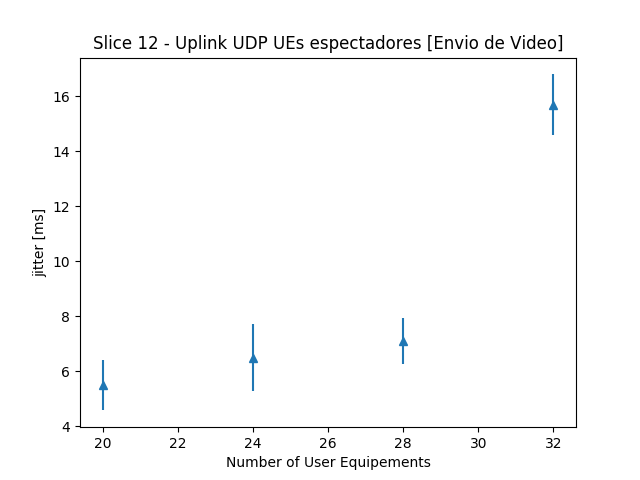 Slice 12 - Uplink UDP UEs espectadores [Envio de Video]
16
14
12
10
8
6
4
jitter [ms]
20 22 24 26 28 30 32
Number of User Equipements